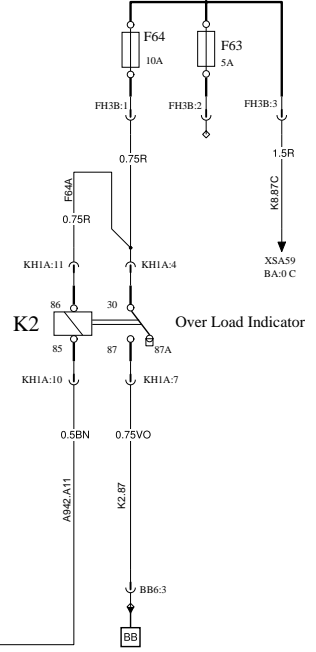 F64
10A
F63
5A
FH3B:1
FH3B:2
FH3B:3
0.75R
1.5R
K8.87C
F64A
0.75R
XSA59
BA:0 C
KH1A:11
KH1A:4
86
30
K2
Over Load Indicator
85
87
87A
KH1A:10
KH1A:7
0.5BN
0.75VO
A942.A11
K2.87
BB6:3
BB